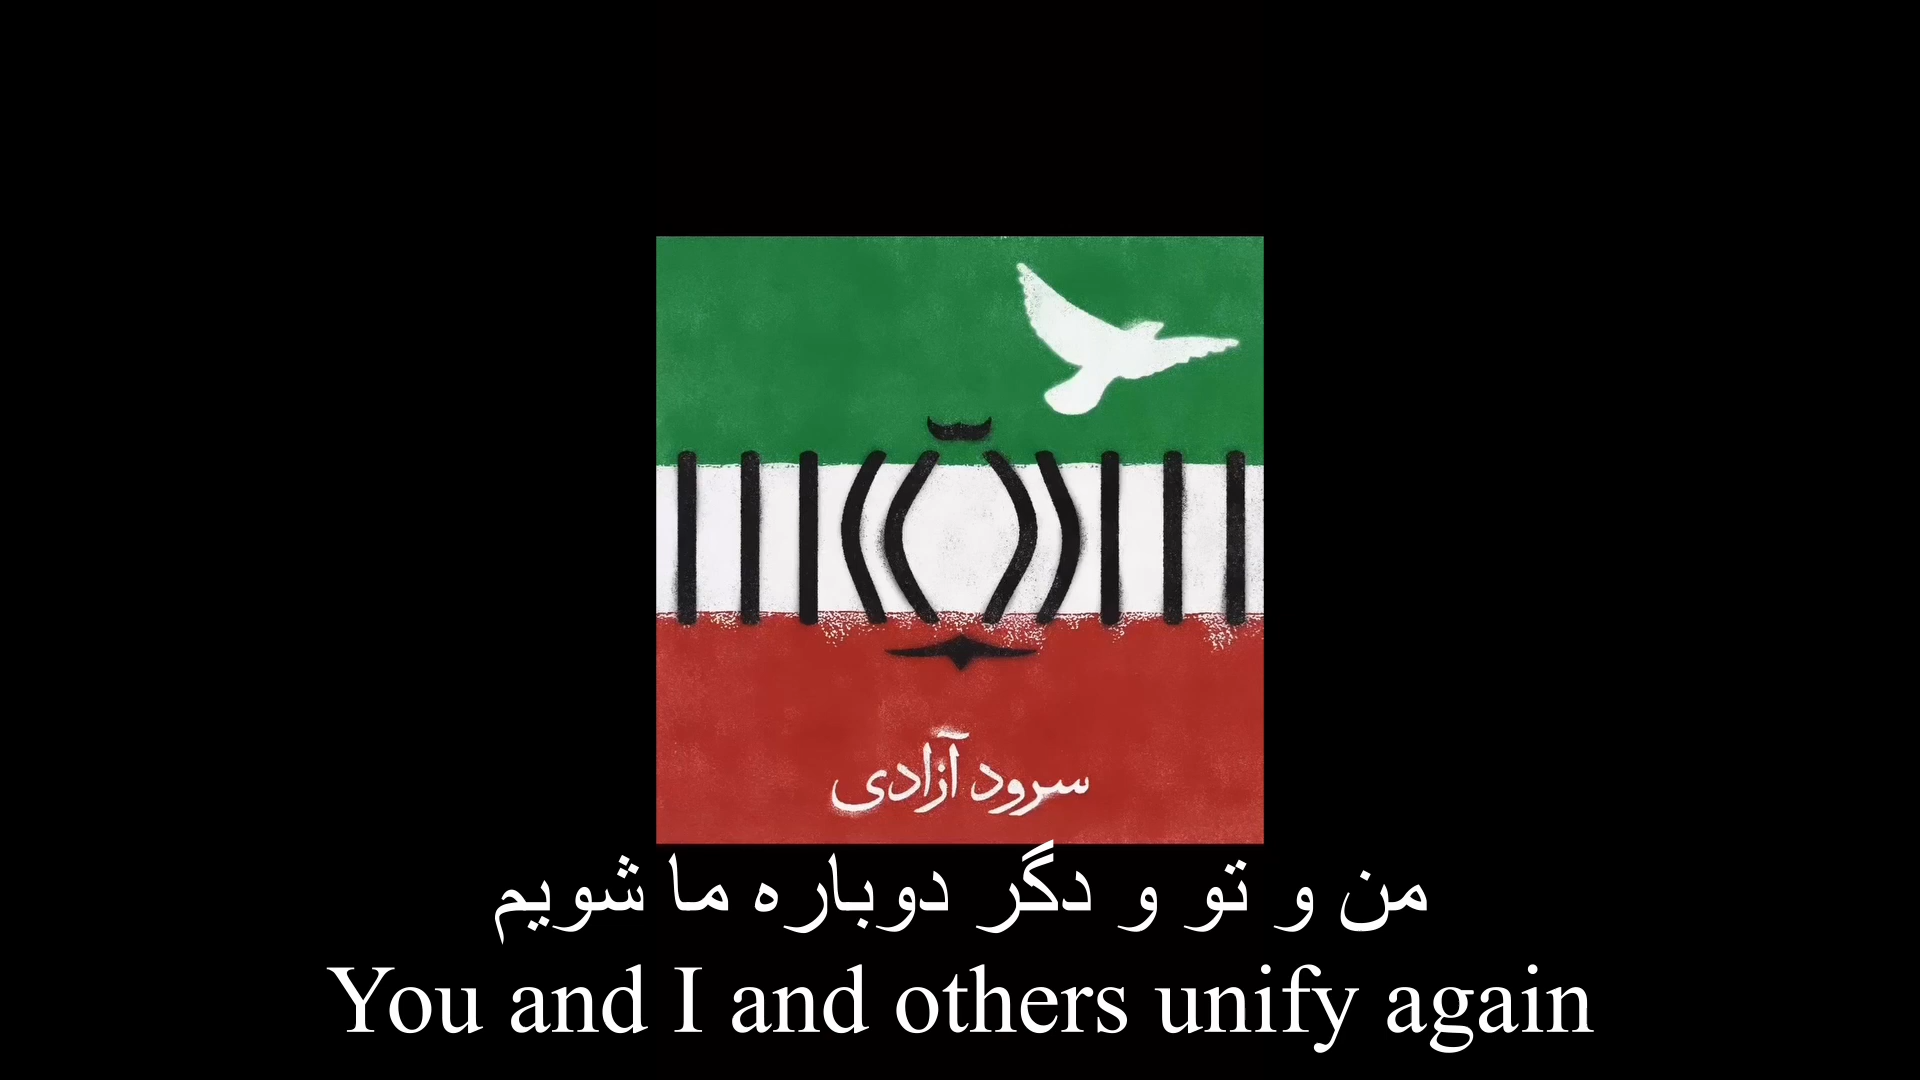 سرود آزادی
من و تو و دگر دوباره ما شویم
You and I and others unify again